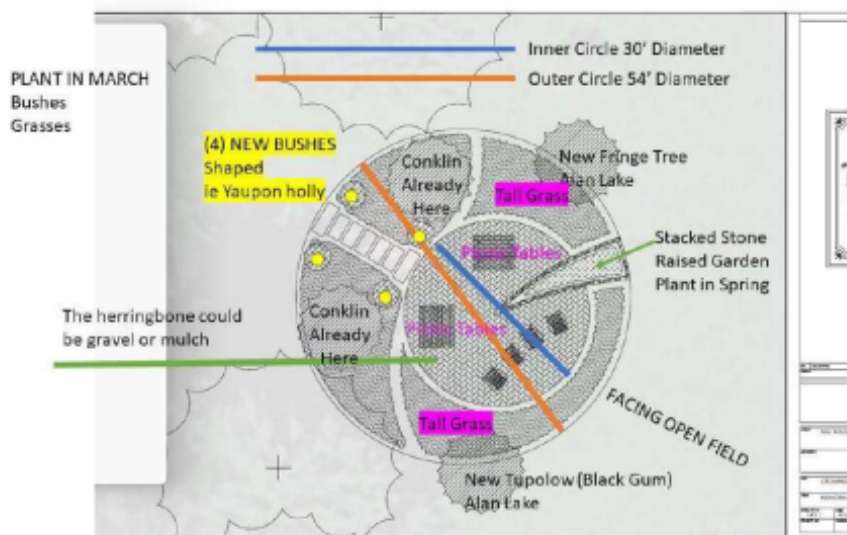 Inner Circle 30' Diameter
Outer Circle 54' Diameter
PLANT IN MARCH
Bushes
Grasses
(4) NEW BUSHES
Shaped
ie Yaupon holly
Conklin
Already
Here
New Fringe Tree
Alan Lake
Tall Grass
Picnic Tables
Stacked Stone
Raised Garden
Plant in Spring
The herringbone could
be gravel or mulch
Conklin
Already
Here
Picnic Tables
Tall Grass
FACING OPEN FIELD
New Tupolow (Black Gum)
Alan Lake